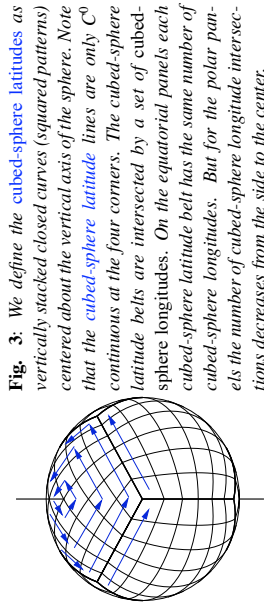 Fig. 3: We define the cubed-sphere latitudes as
vertically stacked closed curves (squared patterns)
centered about the vertical axis of the sphere. Note
that the cubed-sphere latitude lines are only C⁰
continuous at the four corners. The cubed-sphere
latitude belts are intersected by a set of cubed-
sphere longitudes. On the equatorial panels each
cubed-sphere latitude belt has the same number of
cubed-sphere longitudes. But for the polar pan-
els the number of cubed-sphere longitude intersec-
tions decreases from the side to the center.